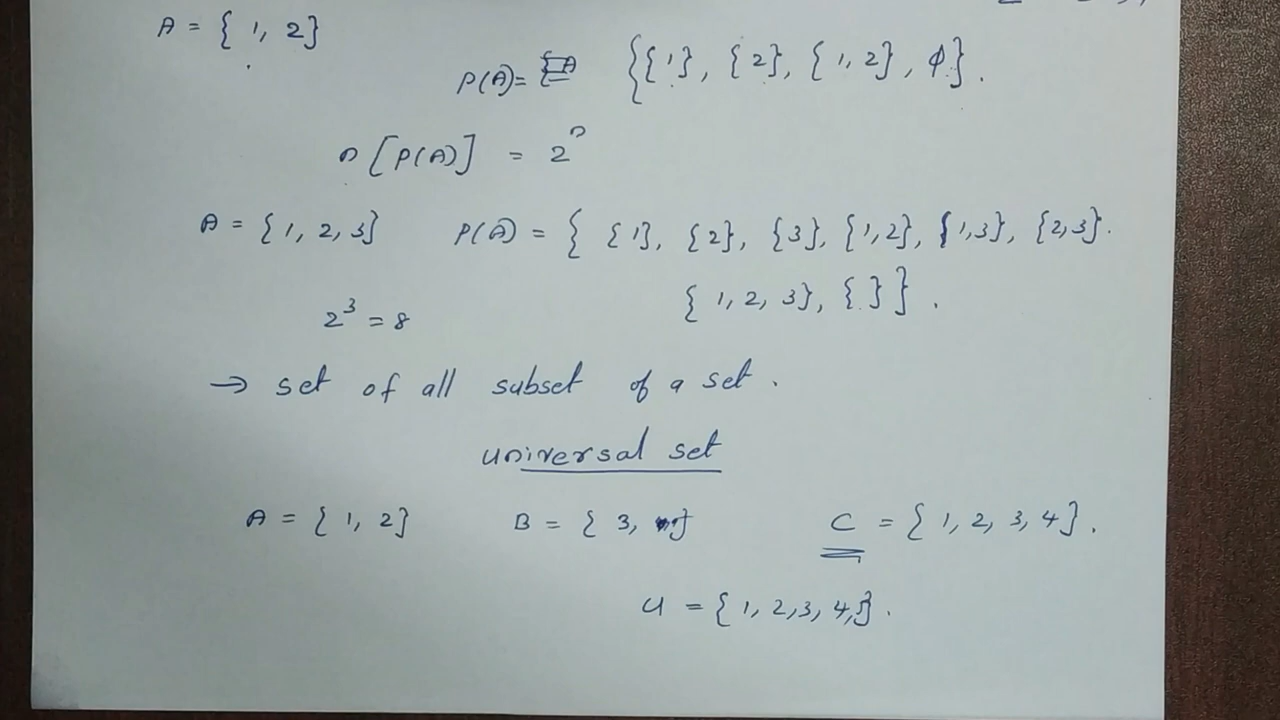 A = { 1, 2}
P(A) = {{1}, {2}, {1, 2}, ϕ}.
n [P(A)] = 2ⁿ
A = {1, 2, 3} P(A) = { {1}, {2}, {3}, {1,2}, {1,3}, {2,3}.
{ 1, 2, 3}, { } } .
2³ = 8
→ set of all subset of a set .
universal set
A = { 1, 2} B = { 3, } C = { 1, 2, 3, 4} .
U = { 1, 2, 3, 4, } .